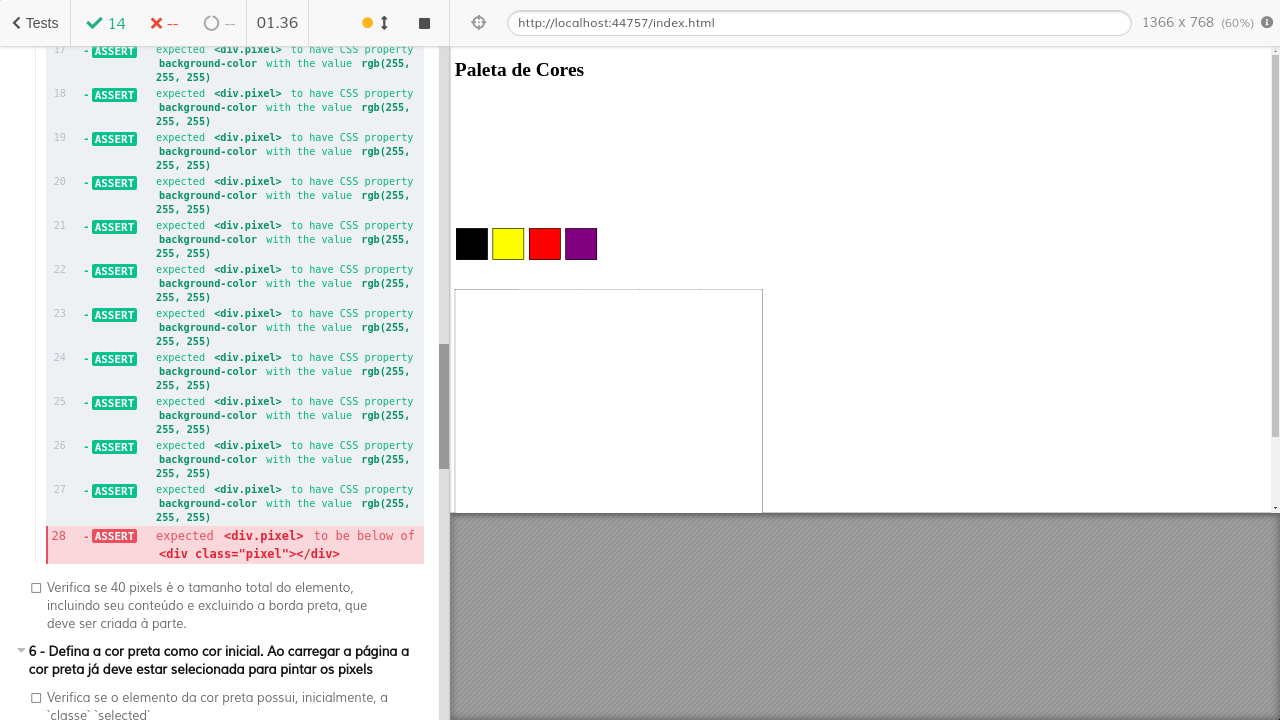 Tests
14
--
--
01.36
http://localhost:44757/index.html
1366 x 768 (60%)
17 - ASSERT expected <div.pixel> to have CSS property
background-color with the value rgb(255,
255, 255)
18 - ASSERT expected <div.pixel> to have CSS property
background-color with the value rgb(255,
255, 255)
19 - ASSERT expected <div.pixel> to have CSS property
background-color with the value rgb(255,
255, 255)
20 - ASSERT expected <div.pixel> to have CSS property
background-color with the value rgb(255,
255, 255)
21 - ASSERT expected <div.pixel> to have CSS property
background-color with the value rgb(255,
255, 255)
22 - ASSERT expected <div.pixel> to have CSS property
background-color with the value rgb(255,
255, 255)
23 - ASSERT expected <div.pixel> to have CSS property
background-color with the value rgb(255,
255, 255)
24 - ASSERT expected <div.pixel> to have CSS property
background-color with the value rgb(255,
255, 255)
25 - ASSERT expected <div.pixel> to have CSS property
background-color with the value rgb(255,
255, 255)
26 - ASSERT expected <div.pixel> to have CSS property
background-color with the value rgb(255,
255, 255)
27 - ASSERT expected <div.pixel> to have CSS property
background-color with the value rgb(255,
255, 255)
28 - ASSERT expected <div.pixel> to be below of
<div class="pixel"></div>
Verifica se 40 pixels é o tamanho total do elemento,
incluindo seu conteúdo e excluindo a borda preta, que
deve ser criada à parte.
6 - Defina a cor preta como cor inicial. Ao carregar a página a
cor preta já deve estar selecionada para pintar os pixels
Verifica se o elemento da cor preta possui, inicialmente, a
`classe` `selected`
Paleta de Cores